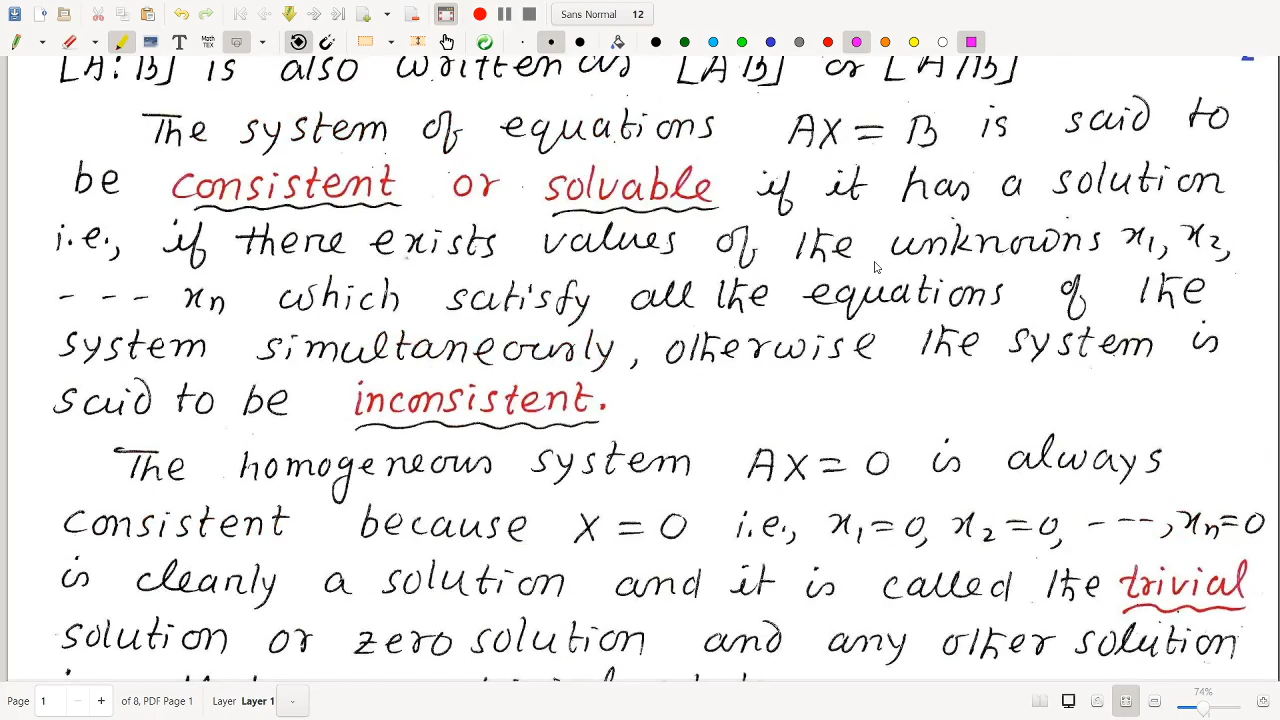 Sans Normal 12
[A:B] is also written as [A B] or [A/B]
The system of equations AX = B is said to
be consistent or solvable if it has a solution
i.e., if there exists values of the unknowns x1, x2,
---- xn which satisfy all the equations of the
system simultaneously, otherwise the system is
said to be inconsistent.
The homogeneous system AX = 0 is always
consistent because X = 0 i.e., x1 = 0, x2 = 0, ----, xn = 0
is clearly a solution and it is called the trivial
solution or zero solution and any other solution
Page 1 of 8, PDF Page 1 Layer Layer 1 74%